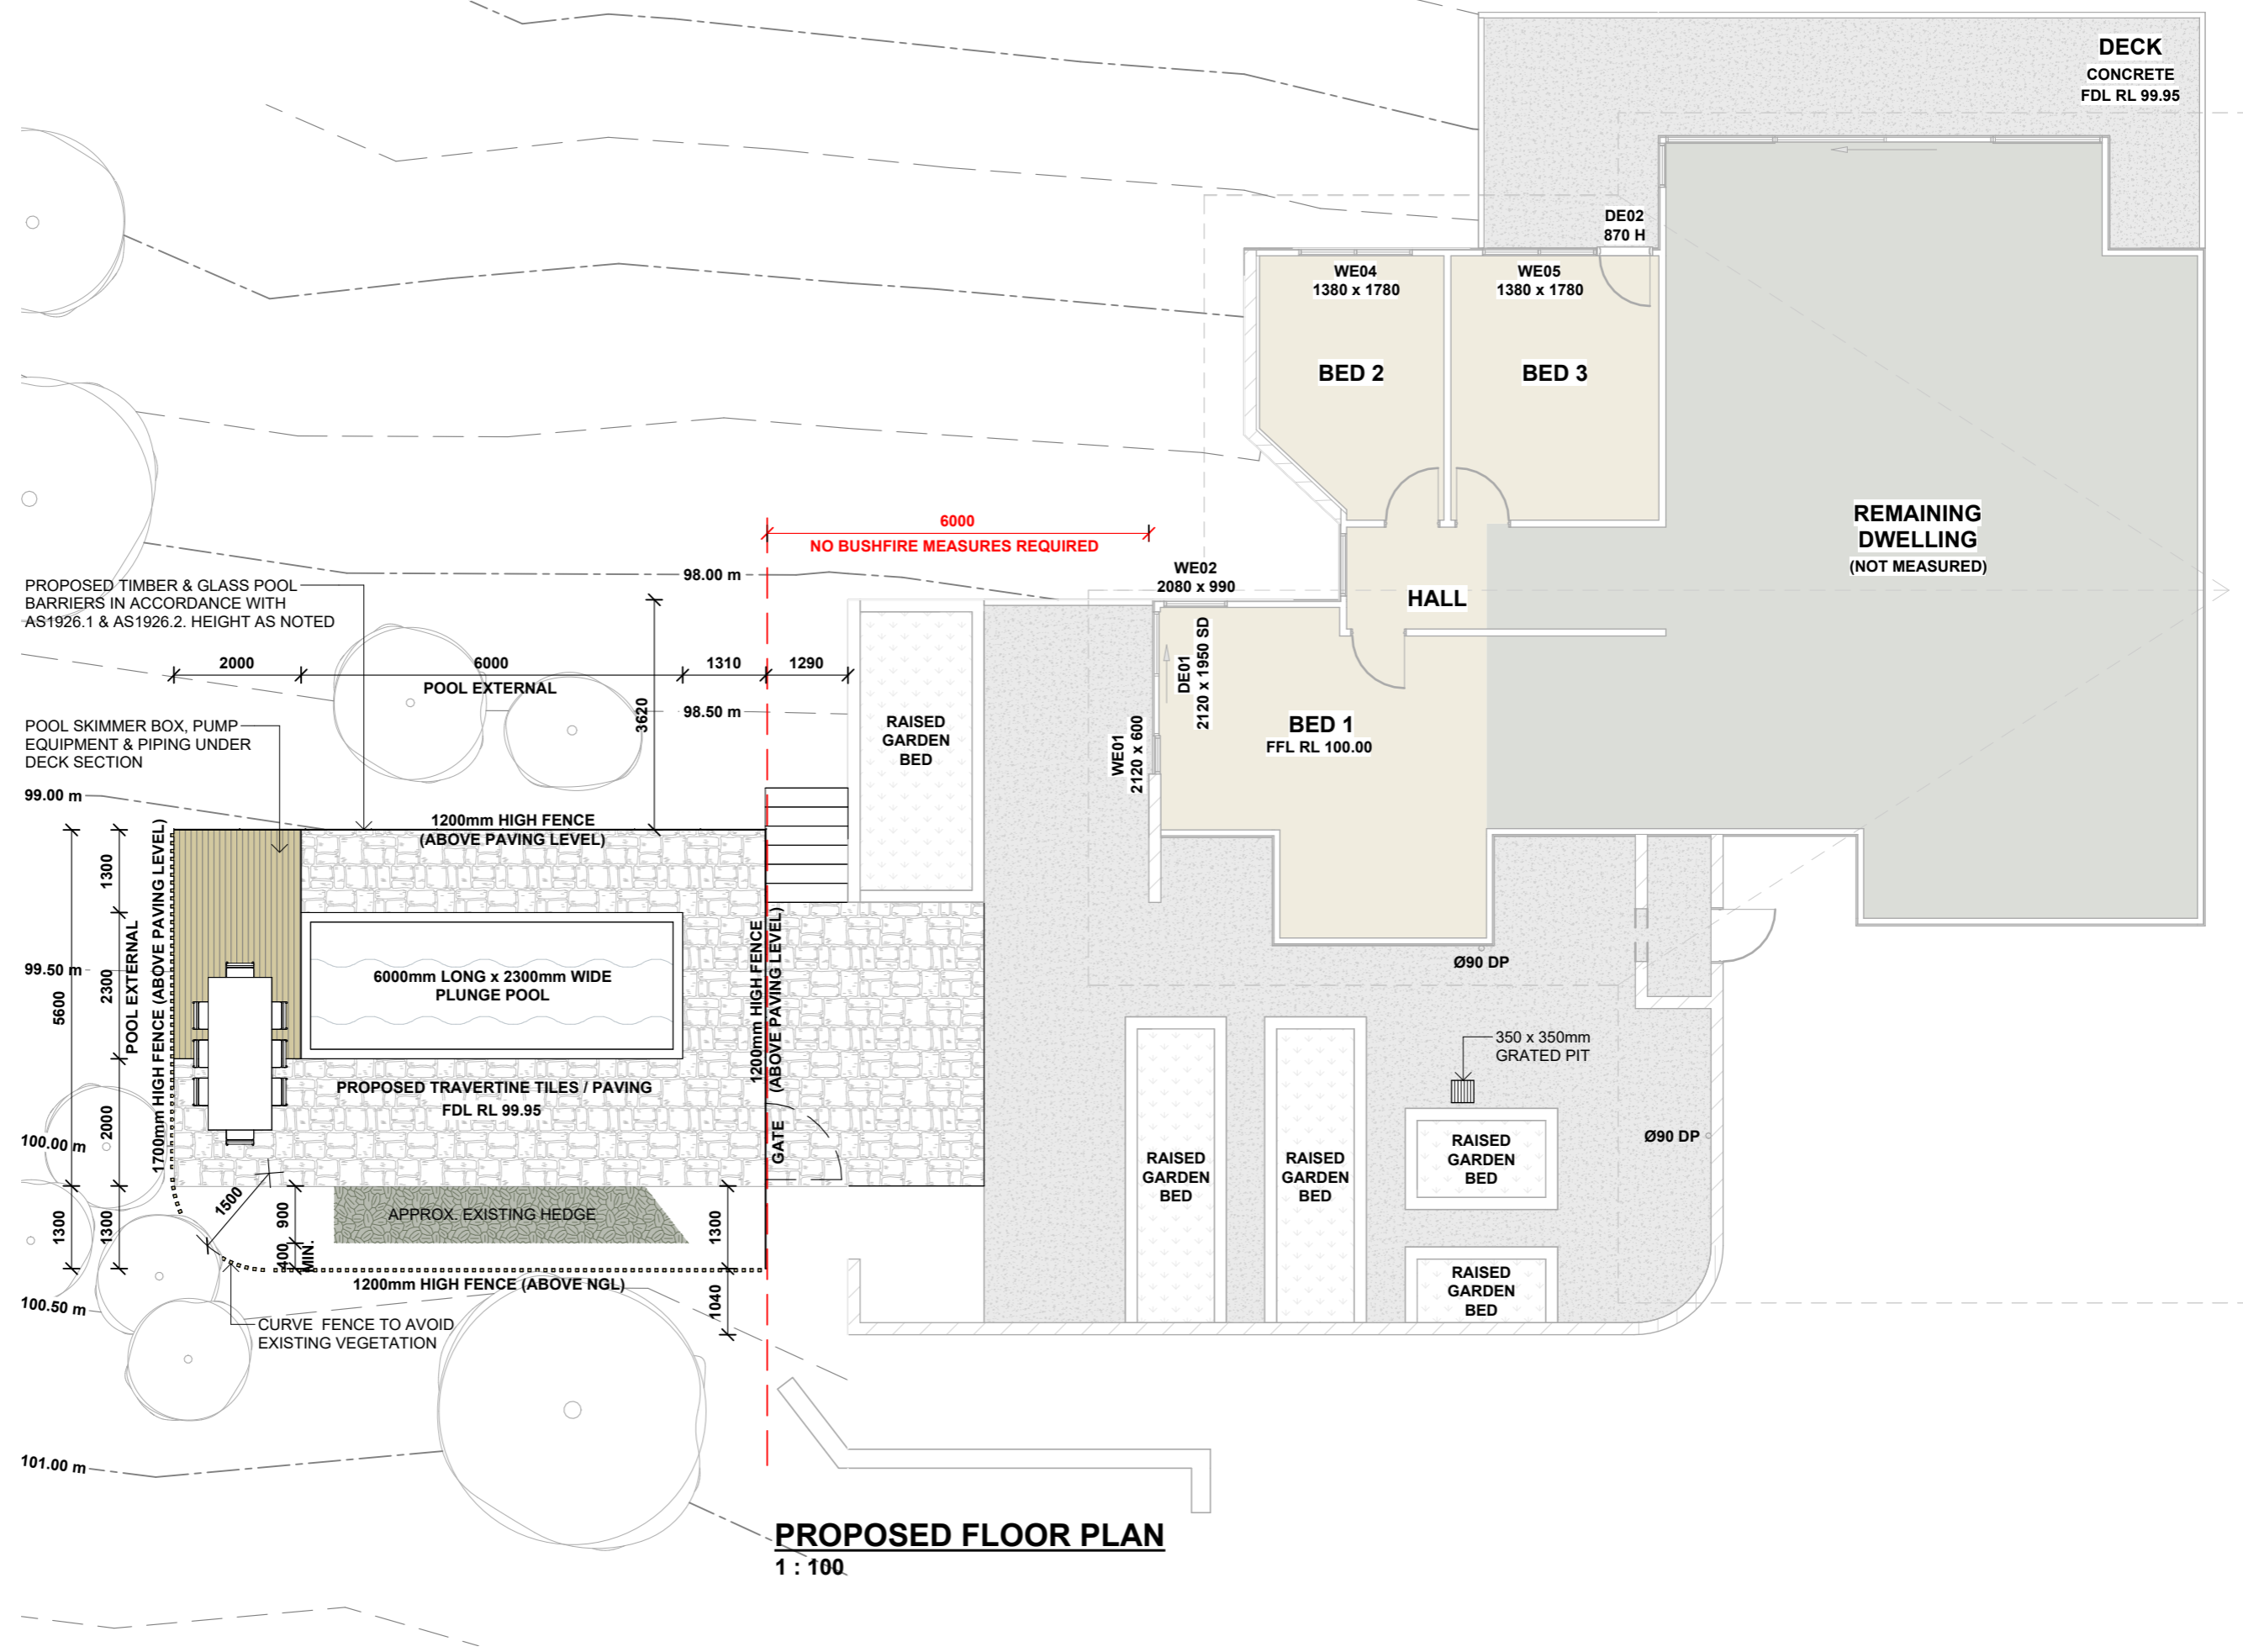 DECK
CONCRETE
FDL RL 99.95
DE02
870 H
WE04
1380 x 1780
WE05
1380 x 1780
BED 2
BED 3
REMAINING
DWELLING
(NOT MEASURED)
6000
NO BUSHFIRE MEASURES REQUIRED
98.00 m
WE02
2080 x 990
HALL
PROPOSED TIMBER & GLASS POOL
BARRIERS IN ACCORDANCE WITH
AS1926.1 & AS1926.2. HEIGHT AS NOTED
2000
6000
1310
1290
POOL EXTERNAL
3620
98.50 m
DE01
2120 x 1950 SD
WE01
2120 x 600
RAISED
GARDEN
BED
BED 1
FFL RL 100.00
POOL SKIMMER BOX, PUMP
EQUIPMENT & PIPING UNDER
DECK SECTION
99.00 m
1200mm HIGH FENCE
(ABOVE PAVING LEVEL)
5600
1300
2300
2000
POOL EXTERNAL
1700mm HIGH FENCE (ABOVE PAVING LEVEL)
99.50 m
6000mm LONG x 2300mm WIDE
PLUNGE POOL
1200mm HIGH FENCE
(ABOVE PAVING LEVEL)
Ø90 DP
350 x 350mm
GRATED PIT
PROPOSED TRAVERTINE TILES / PAVING
FDL RL 99.95
GATE
100.00 m
RAISED
GARDEN
BED
RAISED
GARDEN
BED
RAISED
GARDEN
BED
Ø90 DP
1300
1300
1500
900
400
MIN.
APPROX. EXISTING HEDGE
1300
1040
1200mm HIGH FENCE (ABOVE NGL)
RAISED
GARDEN
BED
100.50 m
CURVE FENCE TO AVOID
EXISTING VEGETATION
101.00 m
PROPOSED FLOOR PLAN
1 : 100